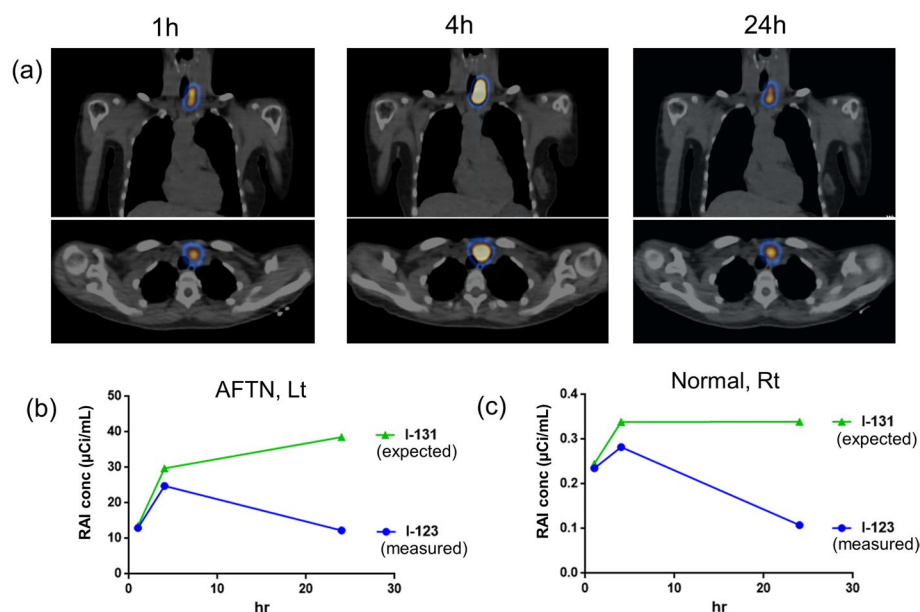 1h
4h
24h
(a)
AFTN, Lt
(b)
RAI conc (µCi/mL)
50
40
30
20
10
0
0
10
20
30
hr
I-131
(expected)
I-123
(measured)
Normal, Rt
(c)
RAI conc (µCi/mL)
0.4
0.3
0.2
0.1
0.0
0
10
20
30
hr
I-131
(expected)
I-123
(measured)